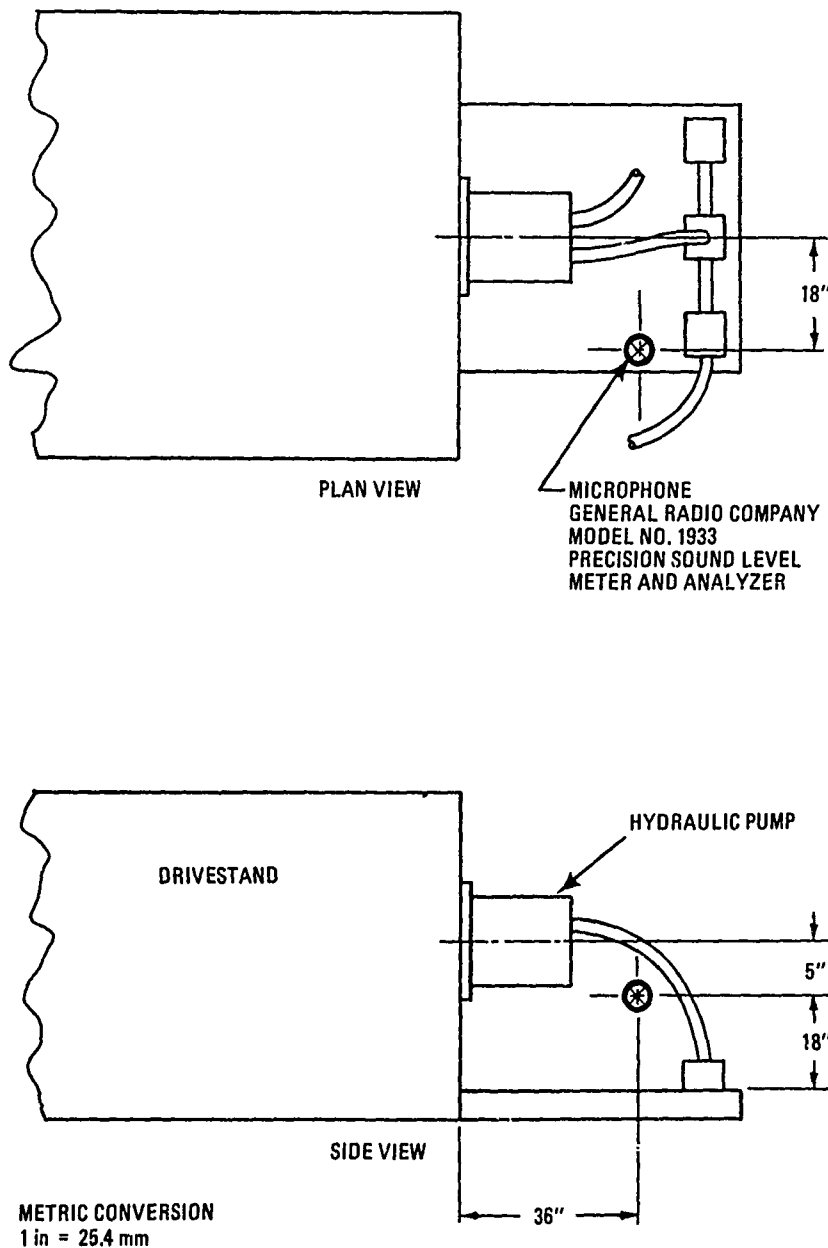 18"
PLAN VIEW
MICROPHONE
GENERAL RADIO COMPANY
MODEL NO. 1933
PRECISION SOUND LEVEL
METER AND ANALYZER
HYDRAULIC PUMP
DRIVESTAND
5"
18"
SIDE VIEW
36"
METRIC CONVERSION
1 in = 25.4 mm